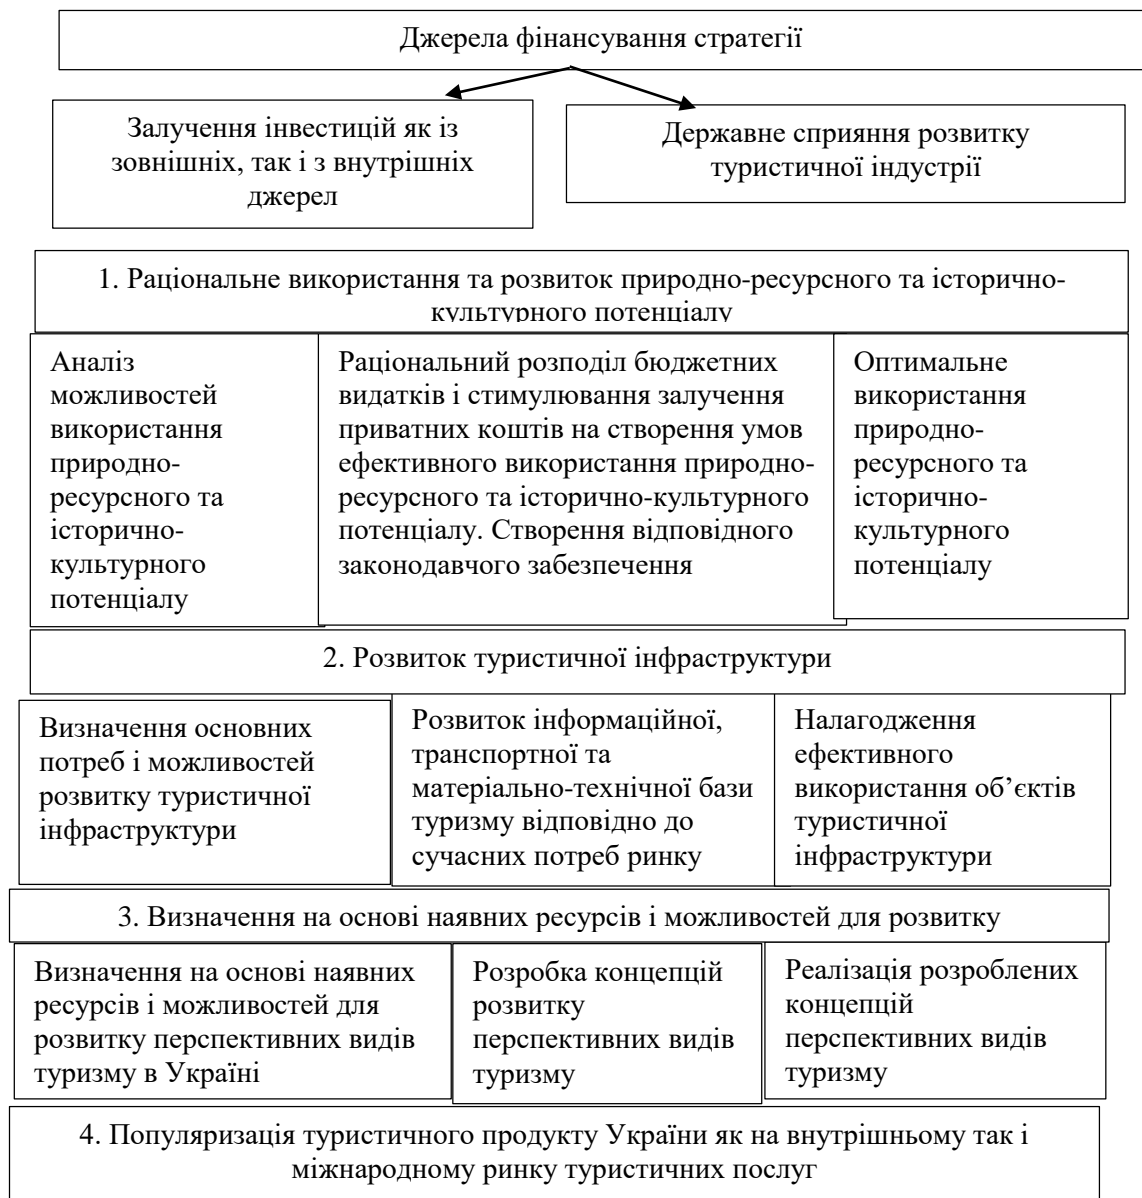 Джерела фінансування стратегії
Залучення інвестицій як із
зовнішніх, так і з внутрішніх
джерел
Державне сприяння розвитку
туристичної індустрії
1. Раціональне використання та розвиток природно-ресурсного та історично-
культурного потенціалу
Аналіз
можливостей
використання
природно-
ресурсного та
історично-
культурного
потенціалу
Раціональний розподіл бюджетних
видатків і стимулювання залучення
приватних коштів на створення умов
ефективного використання природно-
ресурсного та історично-культурного
потенціалу. Створення відповідного
законодавчого забезпечення
Оптимальне
використання
природно-
ресурсного та
історично-
культурного
потенціалу
2. Розвиток туристичної інфраструктури
Визначення основних
потреб і можливостей
розвитку туристичної
інфраструктури
Розвиток інформаційної,
транспортної та
матеріально-технічної бази
туризму відповідно до
сучасних потреб ринку
Налагодження
ефективного
використання об’єктів
туристичної
інфраструктури
3. Визначення на основі наявних ресурсів і можливостей для розвитку
Визначення на основі наявних
ресурсів і можливостей для
розвитку перспективних видів
туризму в Україні
Розробка концепцій
розвитку
перспективних видів
туризму
Реалізація розроблених
концепцій
перспективних видів
туризму
4. Популяризація туристичного продукту України як на внутрішньому так і
міжнародному ринку туристичних послуг